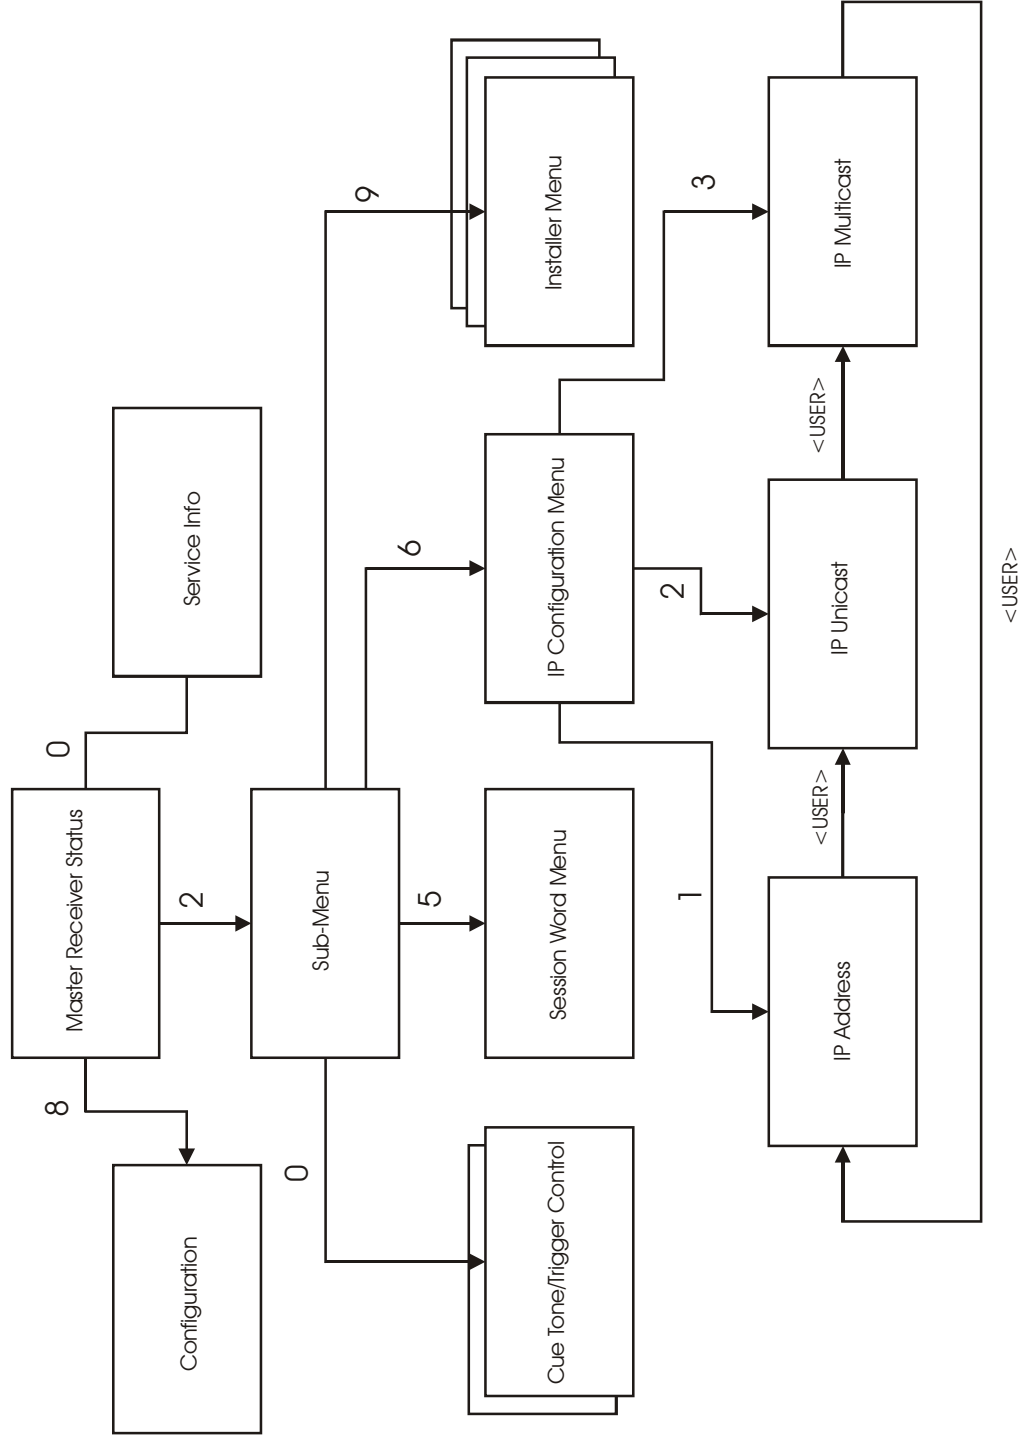 Master Receiver Status
8
0
2
Configuration
Service Info
Sub-Menu
0
5
6
9
Cue Tone/Trigger Control
Session Word Menu
IP Configuration Menu
Installer Menu
1
2
3
IP Address
<USER>
IP Unicast
<USER>
IP Multicast
<USER>